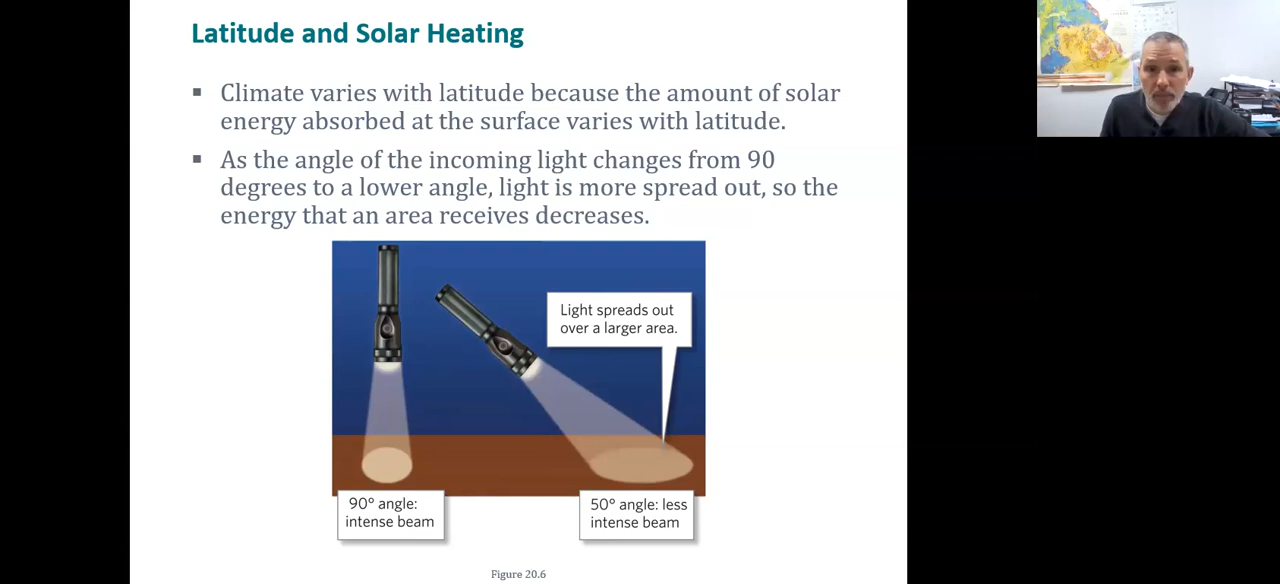 Latitude and Solar Heating
▪ Climate varies with latitude because the amount of solar
energy absorbed at the surface varies with latitude.
▪ As the angle of the incoming light changes from 90
degrees to a lower angle, light is more spread out, so the
energy that an area receives decreases.
Light spreads out
over a larger area.
90° angle:
intense beam
50° angle: less
intense beam
Figure 20.6